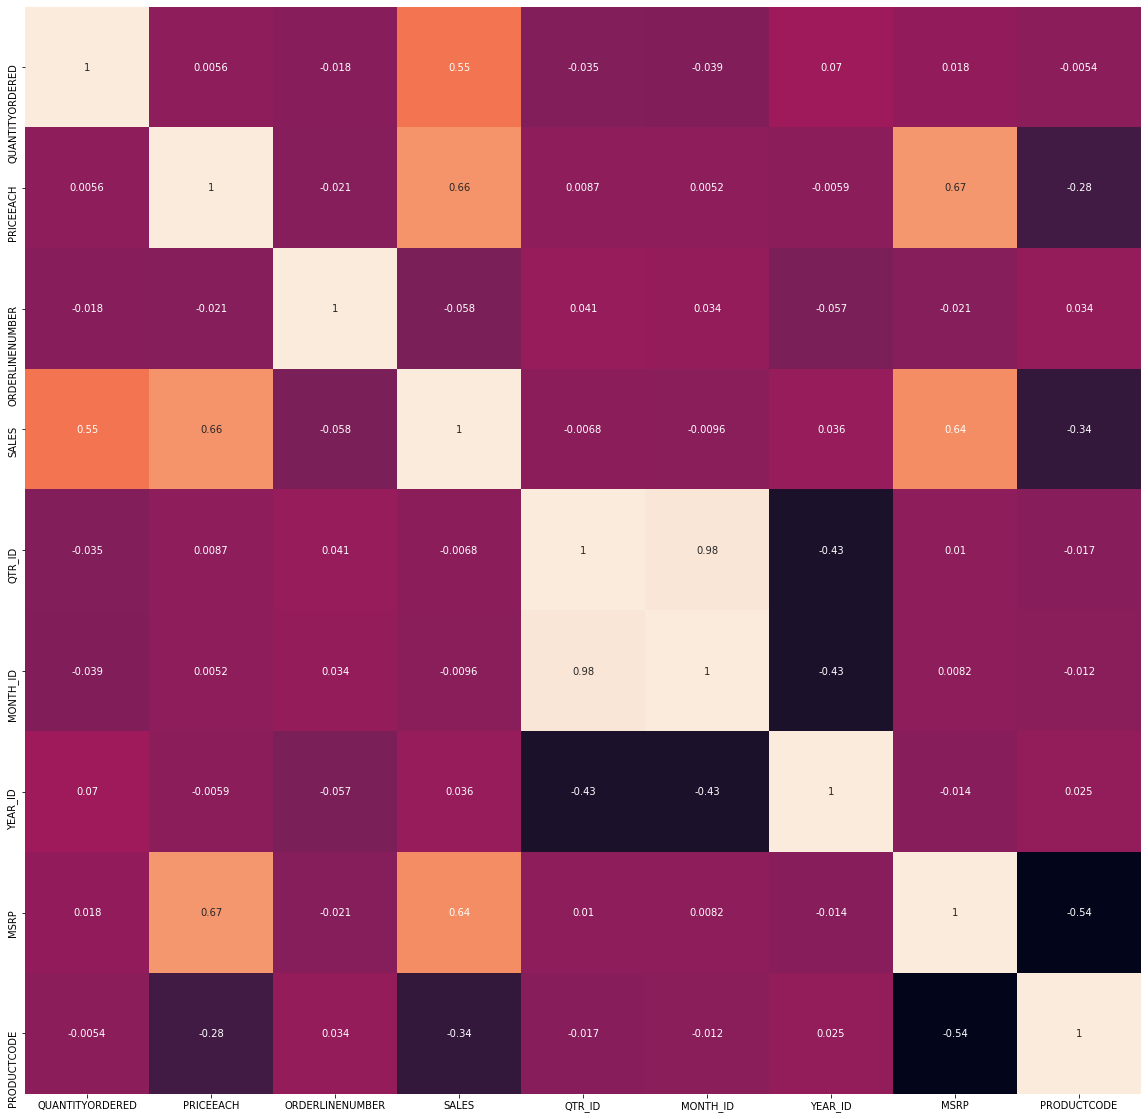 QUANTITYORDERED 1 0.0056 -0.018 0.55 -0.035 -0.039 0.07 0.018 -0.0054
PRICEEACH 0.0056 1 -0.021 0.66 0.0087 0.0052 -0.0059 0.67 -0.28
ORDERLINENUMBER -0.018 -0.021 1 -0.058 0.041 0.034 -0.057 -0.021 0.034
SALES 0.55 0.66 -0.058 1 -0.0068 -0.0096 0.036 0.64 -0.34
QTR_ID -0.035 0.0087 0.041 -0.0068 1 0.98 -0.43 0.01 -0.017
MONTH_ID -0.039 0.0052 0.034 -0.0096 0.98 1 -0.43 0.0082 -0.012
YEAR_ID 0.07 -0.0059 -0.057 0.036 -0.43 -0.43 1 -0.014 0.025
MSRP 0.018 0.67 -0.021 0.64 0.01 0.0082 -0.014 1 -0.54
PRODUCTCODE -0.0054 -0.28 0.034 -0.34 -0.017 -0.012 0.025 -0.54 1
QUANTITYORDERED PRICEEACH ORDERLINENUMBER SALES QTR_ID MONTH_ID YEAR_ID MSRP PRODUCTCODE